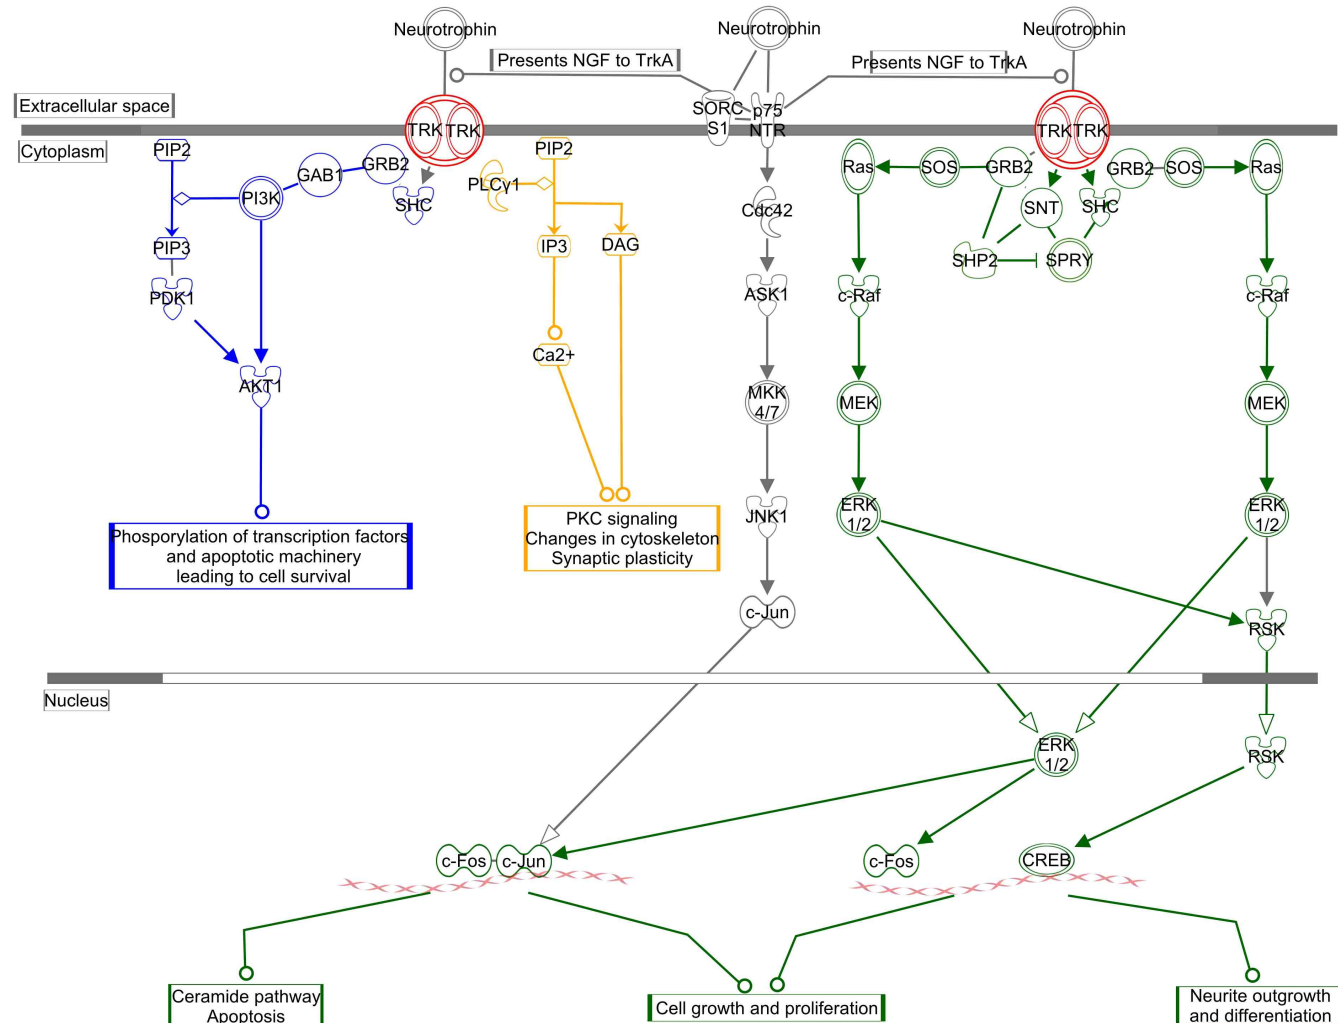 Neurotrophin
Neurotrophin
Neurotrophin
Presents NGF to TrkA
Presents NGF to TrkA
Extracellular space
SORC
S1
p75
NTR
TRK
TRK
TRK
TRK
Cytoplasm
PIP2
GAB1
GRB2
PI3K
SHC
PIP3
PDK1
AKT1
Phosporylation of transcription factors
and apoptotic machinery
leading to cell survival
PIP2
PLCγ1
IP3
DAG
Ca2+
PKC signaling
Changes in cytoskeleton
Synaptic plasticity
Cdc42
ASK1
MKK
4/7
JNK1
c-Jun
Ras
SOS
GRB2
SNT
SHC
GRB2
SOS
Ras
SHP2
SPRY
c-Raf
c-Raf
MEK
MEK
ERK
1/2
ERK
1/2
RSK
Nucleus
ERK
1/2
RSK
c-Fos
c-Jun
c-Fos
CREB
Ceramide pathway
Apoptosis
Cell growth and proliferation
Neurite outgrowth
and differentiation